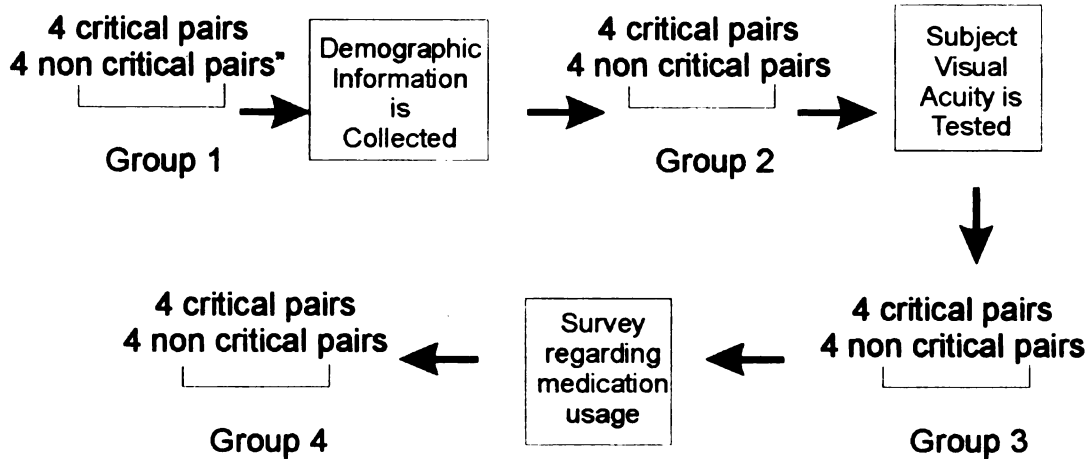 4 critical pairs
4 non critical pairs"
Group 1
Demographic
Information
is
Collected
4 critical pairs
4 non critical pairs
Group 2
Subject
Visual
Acuity is
Tested
4 critical pairs
4 non critical pairs
Group 3
Survey
regarding
medication
usage
4 critical pairs
4 non critical pairs
Group 4